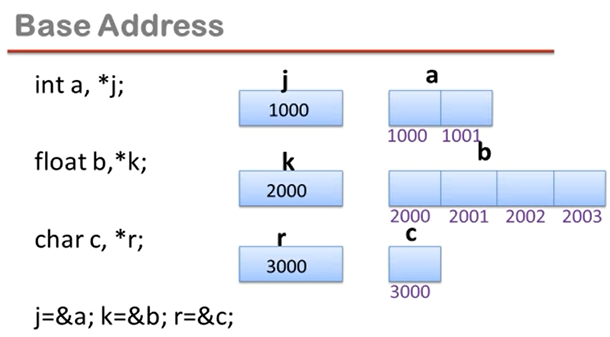 Base Address
int a, *j;
j
a
1000
1000 1001
float b,*k;
k
b
2000
2000 2001 2002 2003
char c, *r;
r
c
3000
3000
j=&a; k=&b; r=&c;